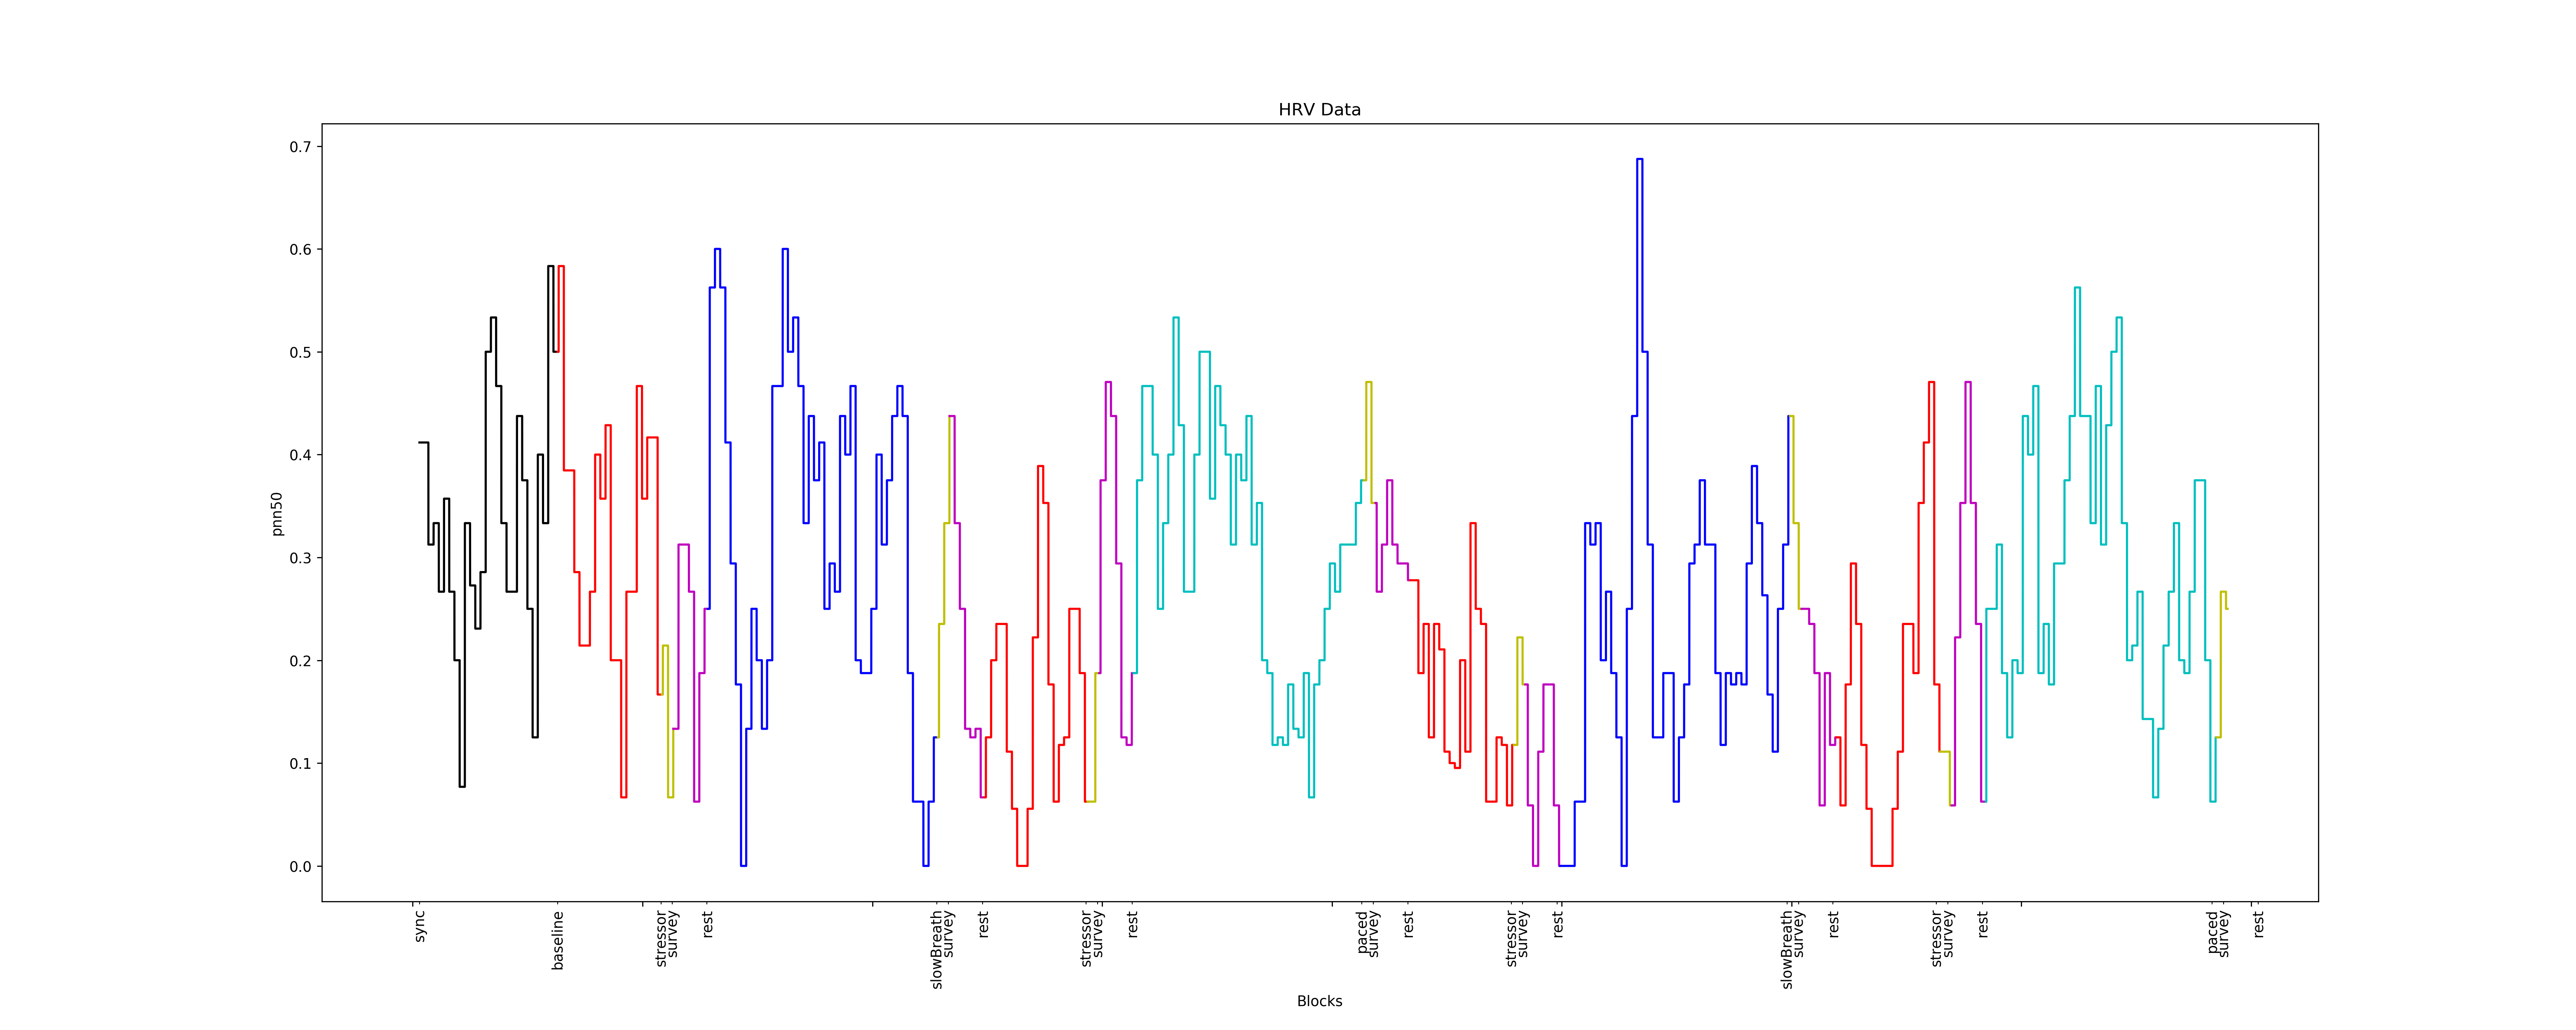 HRV Data
0.7
0.6
0.5
0.4
0.3
0.2
0.1
0.0
pnn50
sync
baseline
stressor
survey
rest
slowBreath
survey
rest
stressor
survey
rest
paced
survey
rest
stressor
survey
rest
slowBreath
survey
rest
stressor
survey
rest
paced
survey
rest
Blocks